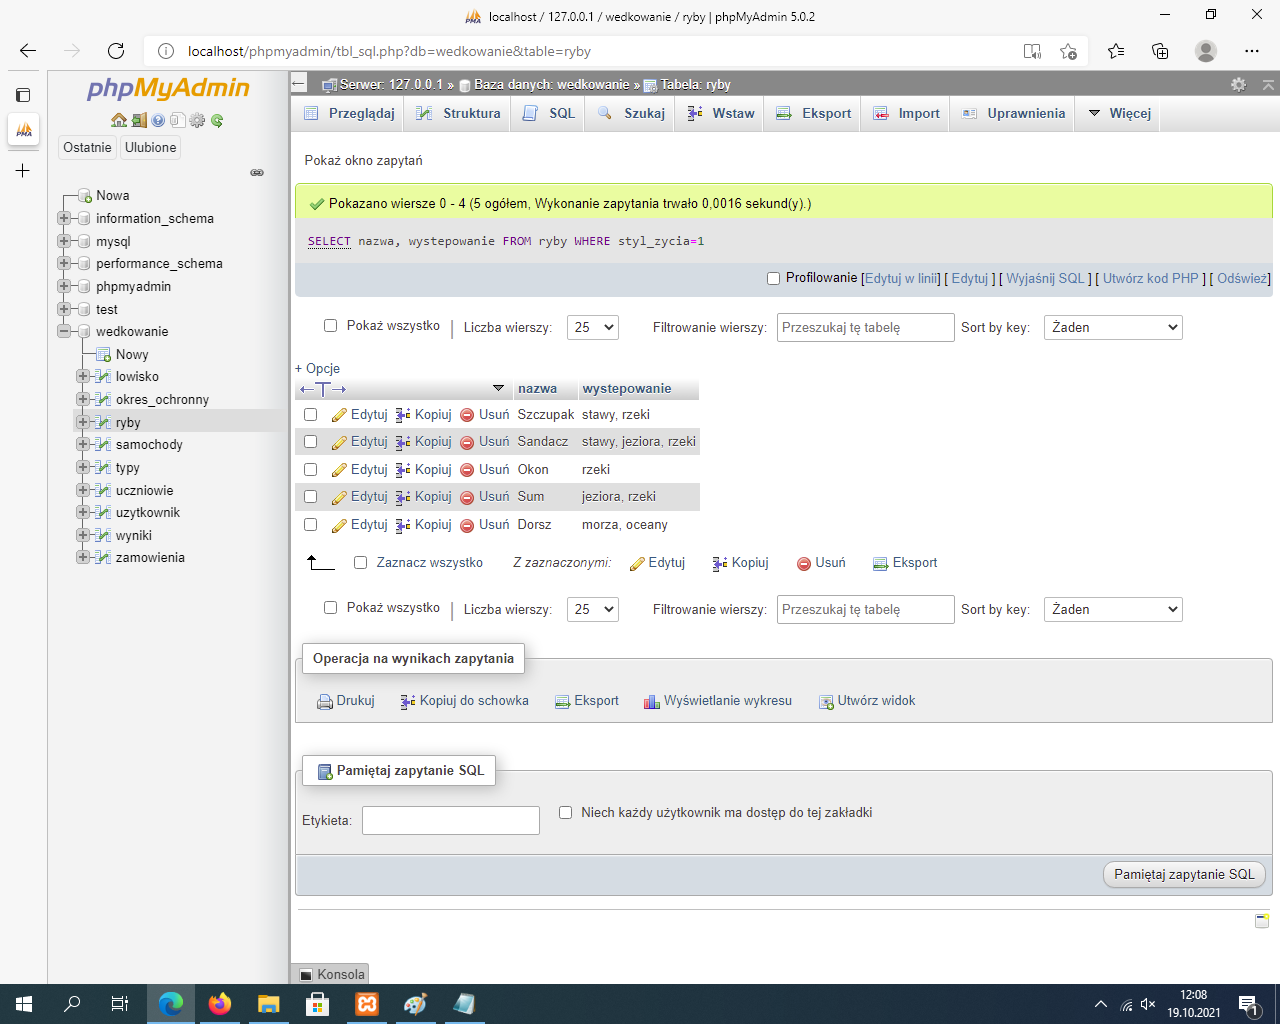 localhost / 127.0.0.1 / wedkowanie / ryby | phpMyAdmin 5.0.2
localhost/phpmyadmin/tbl_sql.php?db=wedkowanie&table=ryby
phpMyAdmin
Ostatnie Ulubione
Nowa
information_schema
mysql
performance_schema
phpmyadmin
test
wedkowanie
Nowy
lowisko
okres_ochronny
ryby
samochody
typy
uczniowie
uzytkownik
wyniki
zamowienia
Serwer: 127.0.0.1 » Baza danych: wedkowanie » Tabela: ryby
Przeglądaj Struktura SQL Szukaj Wstaw Eksport Import Uprawnienia Więcej
Pokaż okno zapytań
Pokazano wiersze 0 - 4 (5 ogółem, Wykonanie zapytania trwało 0,0016 sekund(y).)
SELECT nazwa, wystepowanie FROM ryby WHERE styl_zycia=1
Profilowanie [Edytuj w linii] [ Edytuj ] [ Wyjaśnij SQL ] [ Utwórz kod PHP ] [ Odśwież]
Pokaż wszystko | Liczba wierszy: 25 Filtrowanie wierszy: Przeszukaj tę tabelę Sort by key: Żaden
+ Opcje
←T→ nazwa wystepowanie
Edytuj Kopiuj Usuń Szczupak stawy, rzeki
Edytuj Kopiuj Usuń Sandacz stawy, jeziora, rzeki
Edytuj Kopiuj Usuń Okon rzeki
Edytuj Kopiuj Usuń Sum jeziora, rzeki
Edytuj Kopiuj Usuń Dorsz morza, oceany
Zaznacz wszystko Z zaznaczonymi: Edytuj Kopiuj Usuń Eksport
Pokaż wszystko | Liczba wierszy: 25 Filtrowanie wierszy: Przeszukaj tę tabelę Sort by key: Żaden
Operacja na wynikach zapytania
Drukuj Kopiuj do schowka Eksport Wyświetlanie wykresu Utwórz widok
Pamiętaj zapytanie SQL
Etykieta: Niech każdy użytkownik ma dostęp do tej zakładki
Pamiętaj zapytanie SQL
Konsola
12:08
19.10.2021
1